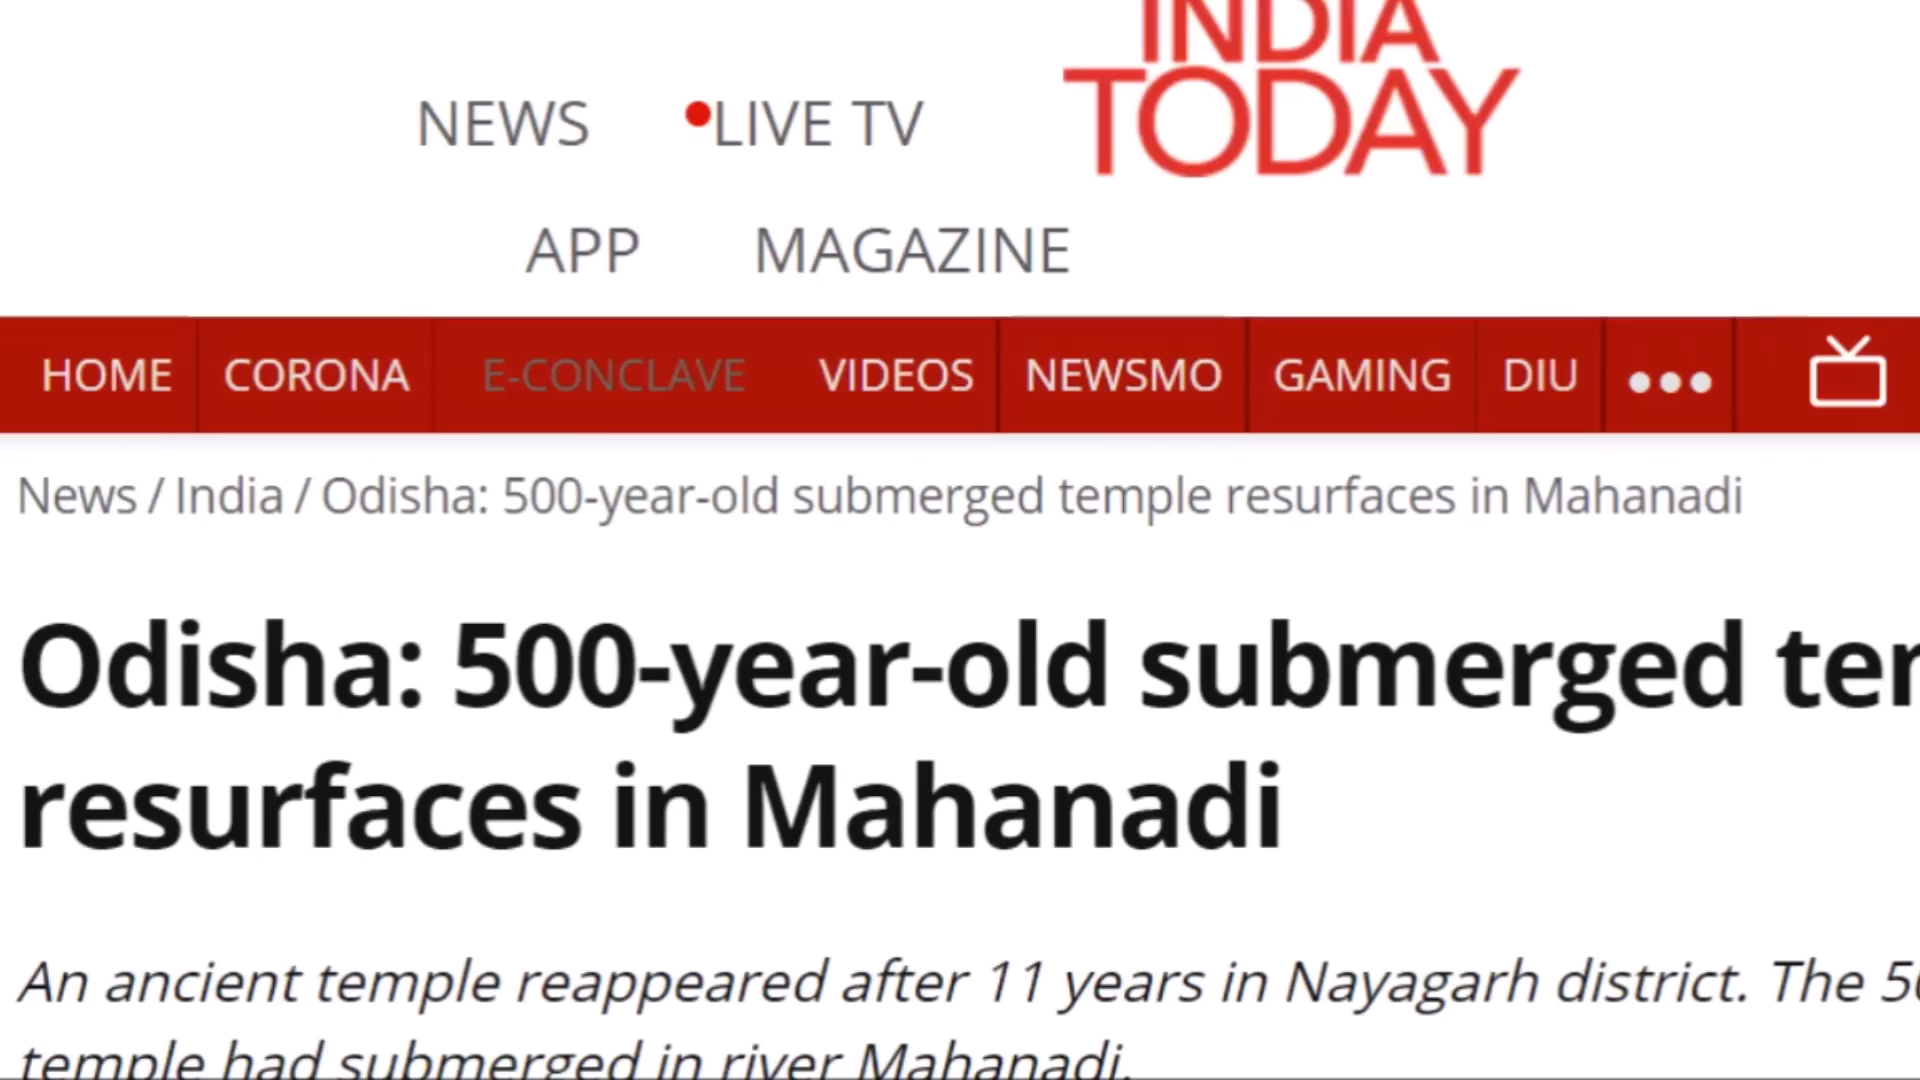 INDIA
TODAY
NEWS LIVE TV
APP MAGAZINE
HOME CORONA E-CONCLAVE VIDEOS NEWSMO GAMING DIU
News / India / Odisha: 500-year-old submerged temple resurfaces in Mahanadi
Odisha: 500-year-old submerged
resurfaces in Mahanadi
An ancient temple reappeared after 11 years in Nayagarh district. The
temple had submerged in river Mahanadi.